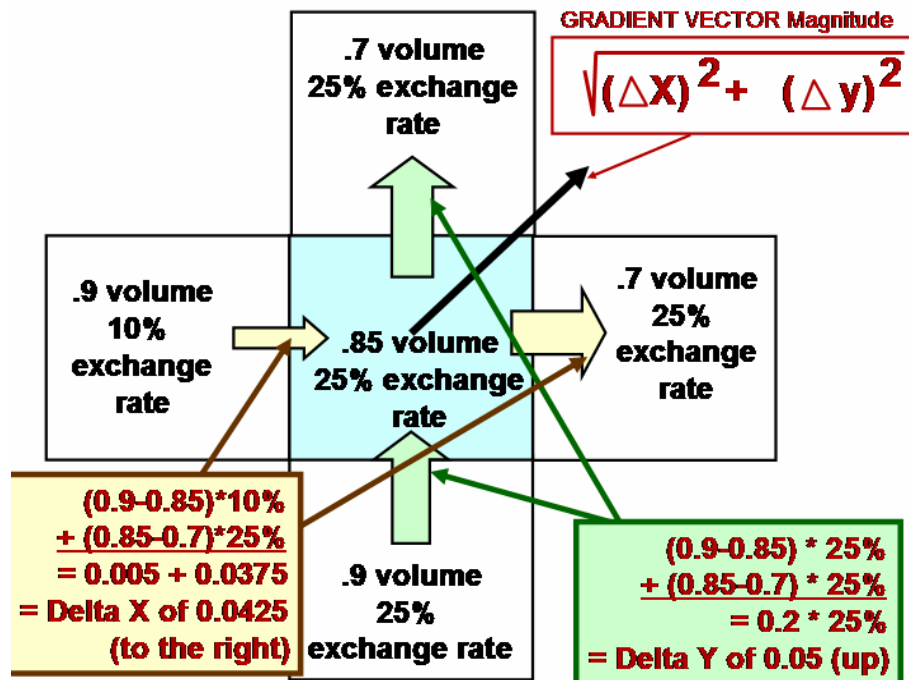 GRADIENT VECTOR Magnitude
√(△X)² + (△y)²
.7 volume
25% exchange
rate
.9 volume
10%
exchange
rate
.85 volume
25% exchange
rate
.7 volume
25%
exchange
rate
(0.9-0.85)*10%
+ (0.85-0.7)*25%
= 0.005 + 0.0375
= Delta X of 0.0425
(to the right)
.9 volume
25%
exchange rate
(0.9-0.85) * 25%
+ (0.85-0.7) * 25%
= 0.2 * 25%
= Delta Y of 0.05 (up)